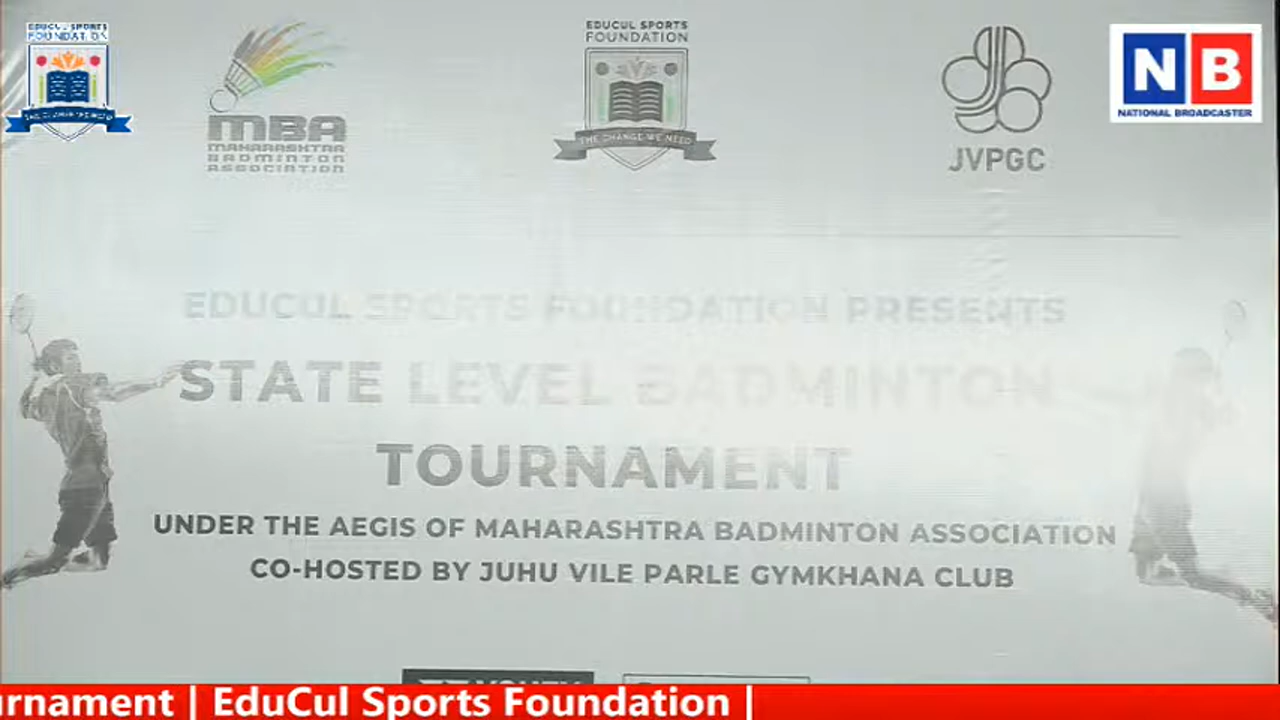 EDUCUL SPORTS
FOUNDATION
MBA
MAHARASHTRA
BADMINTON
ASSOCIATION
EDUCUL SPORTS
FOUNDATION
THE CHANGE WE NEED
JVPGC
NB
NATIONAL BROADCASTER
EDUCUL SPORTS FOUNDATION PRESENTS
STATE LEVEL BADMINTON
TOURNAMENT
UNDER THE AEGIS OF MAHARASHTRA BADMINTON ASSOCIATION
CO-HOSTED BY JUHU VILE PARLE GYMKHANA CLUB
urnament | EduCul Sports Foundation |